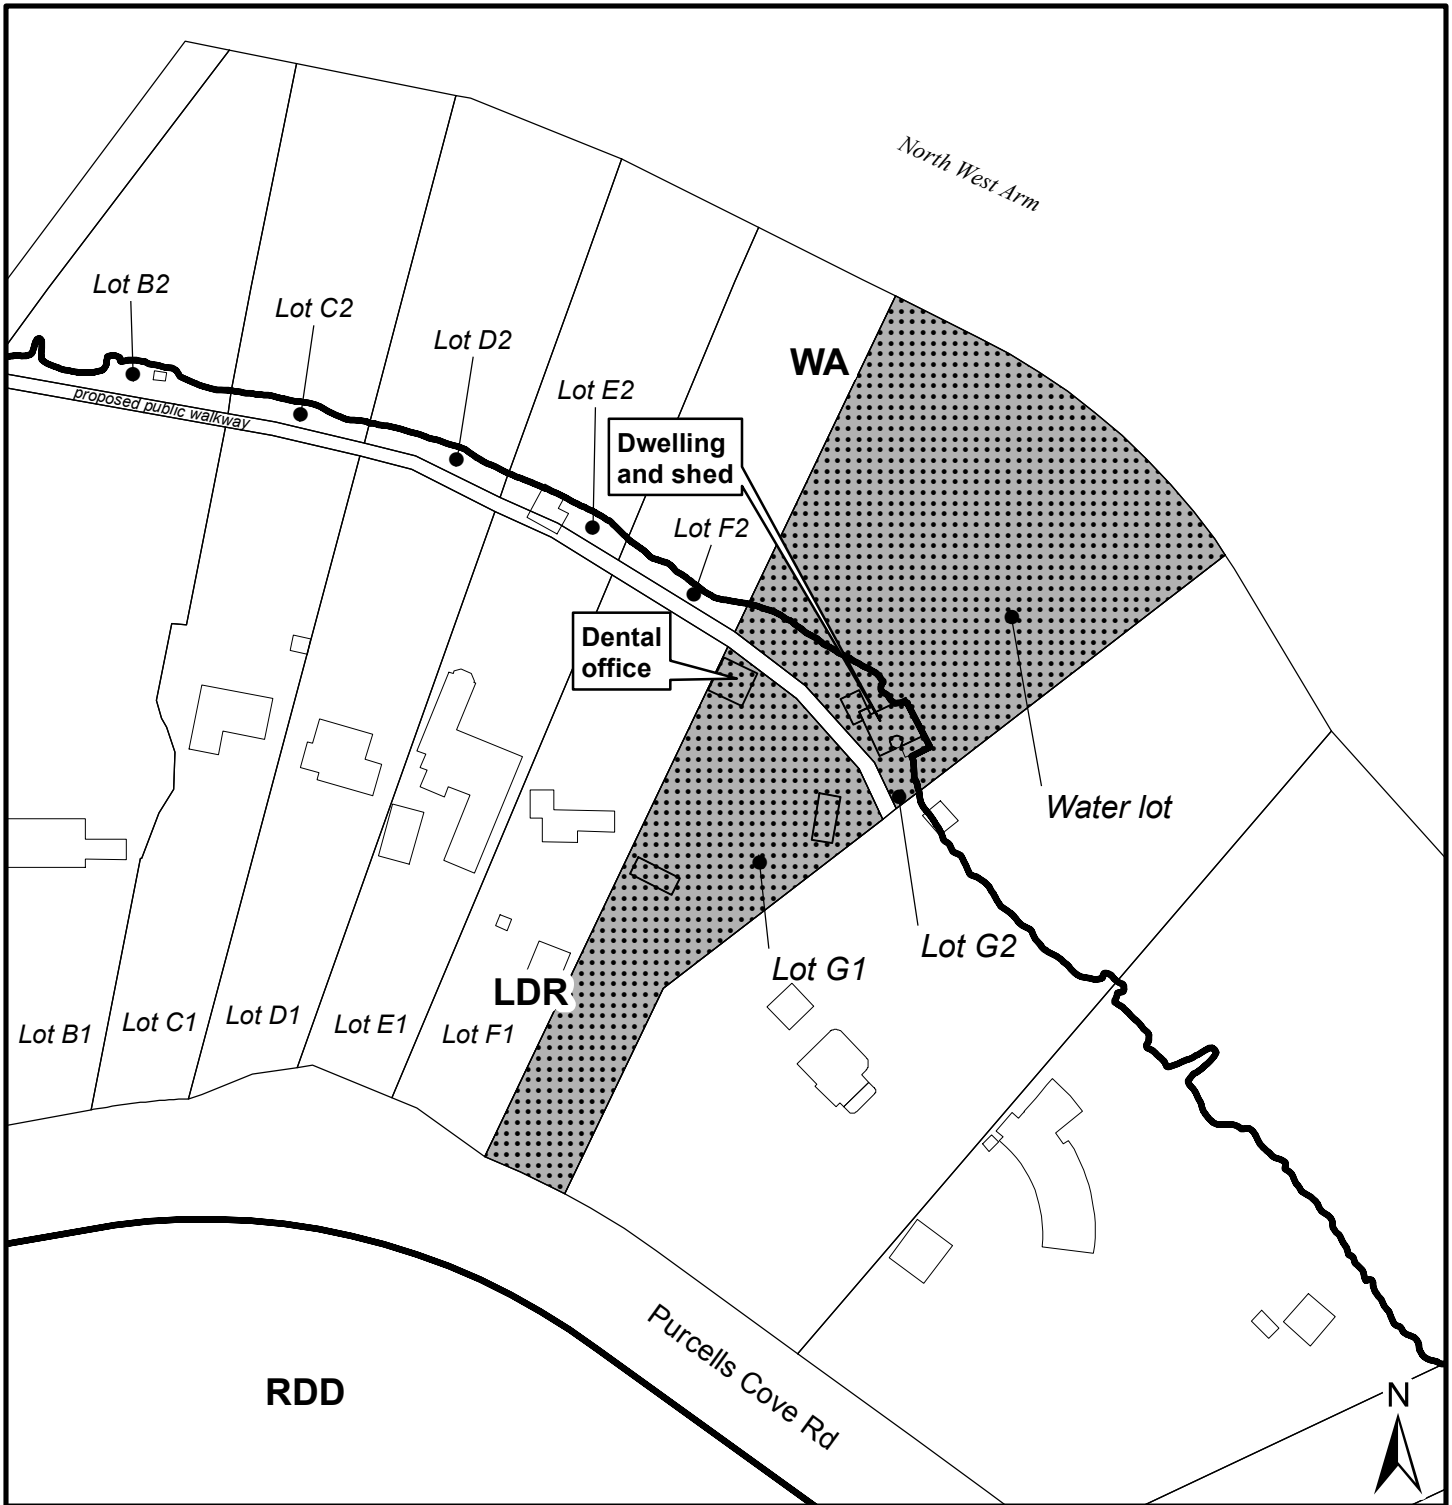 North West Arm
Lot B2
Lot C2
Lot D2
WA
Lot E2
proposed public walkway
Dwelling
and shed
Lot F2
Dental
office
Water lot
Lot G2
Lot G1
LDR
Lot B1
Lot C1
Lot D1
Lot E1
Lot F1
Purcells Cove Rd
RDD
N